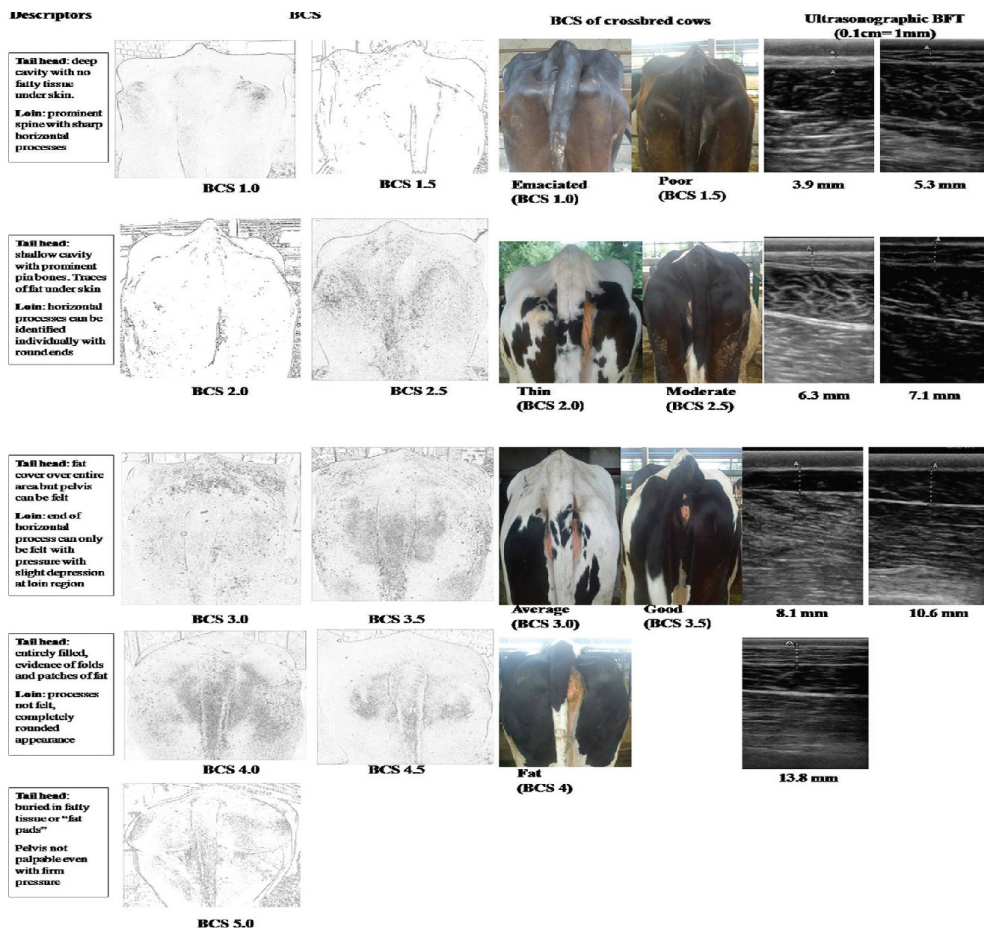 Descriptors
BCS
BCS of crossbred cows
Ultrasonographic BFT
(0.1cm= 1mm)
Tail head: deep
cavity with no
fatty tissue
under skin.
Loin: prominent
spine with sharp
horizontal
processes
BCS 1.0
BCS 1.5
Emaciated
(BCS 1.0)
Poor
(BCS 1.5)
3.9 mm
5.3 mm
Tail head:
shallow cavity
with prominent
pin bones. Traces
of fat under skin
Loin: horizontal
processes can be
identified
individually with
round ends
BCS 2.0
BCS 2.5
Thin
(BCS 2.0)
Moderate
(BCS 2.5)
6.3 mm
7.1 mm
Tail head: fat
cover over entire
area but pelvis
can be felt
Loin: end of
horizontal
process can only
be felt with
pressure with
slight depression
at loin region
BCS 3.0
BCS 3.5
Average
(BCS 3.0)
Good
(BCS 3.5)
8.1 mm
10.6 mm
Tail head:
entirely filled,
evidence of folds
and patches of fat
Loin: processes
not felt,
completely
rounded
appearance
BCS 4.0
BCS 4.5
Fat
(BCS 4)
13.8 mm
Tail head:
buried in fatty
tissue or “fat
pads”
Pelvis not
palpable even
with firm
pressure
BCS 5.0